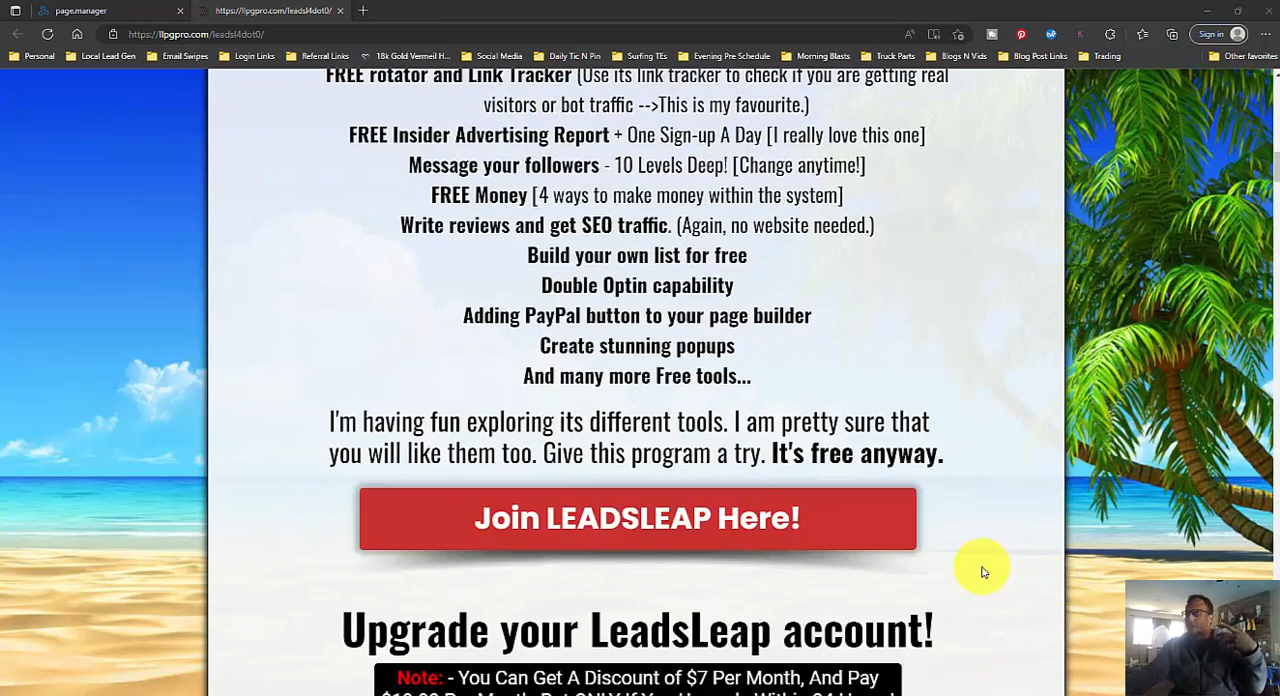 page.manager
https://llpgpro.com/leadsl4dot0/
https://llpgpro.com/leadsl4dot0/
Sign in
Personal
Local Lead Gen
Email Swipes
Login Links
Referral Links
18k Gold Vermeil H...
Social Media
Daily Tic N Pin
Surfing TEs
Evening Pre Schedule
Morning Blasts
Truck Parts
Blogs N Vids
Blog Post Links
Trading
Other favorites
FREE rotator and Link Tracker (Use its link tracker to check if you are getting real
visitors or bot traffic -->This is my favourite.)
FREE Insider Advertising Report + One Sign-up A Day [I really love this one]
Message your followers - 10 Levels Deep! [Change anytime!]
FREE Money [4 ways to make money within the system]
Write reviews and get SEO traffic. (Again, no website needed.)
Build your own list for free
Double Optin capability
Adding PayPal button to your page builder
Create stunning popups
And many more Free tools...
I'm having fun exploring its different tools. I am pretty sure that
you will like them too. Give this program a try. It's free anyway.
Join LEADSLEAP Here!
Upgrade your LeadsLeap account!
Note: - You Can Get A Discount of $7 Per Month, And Pay